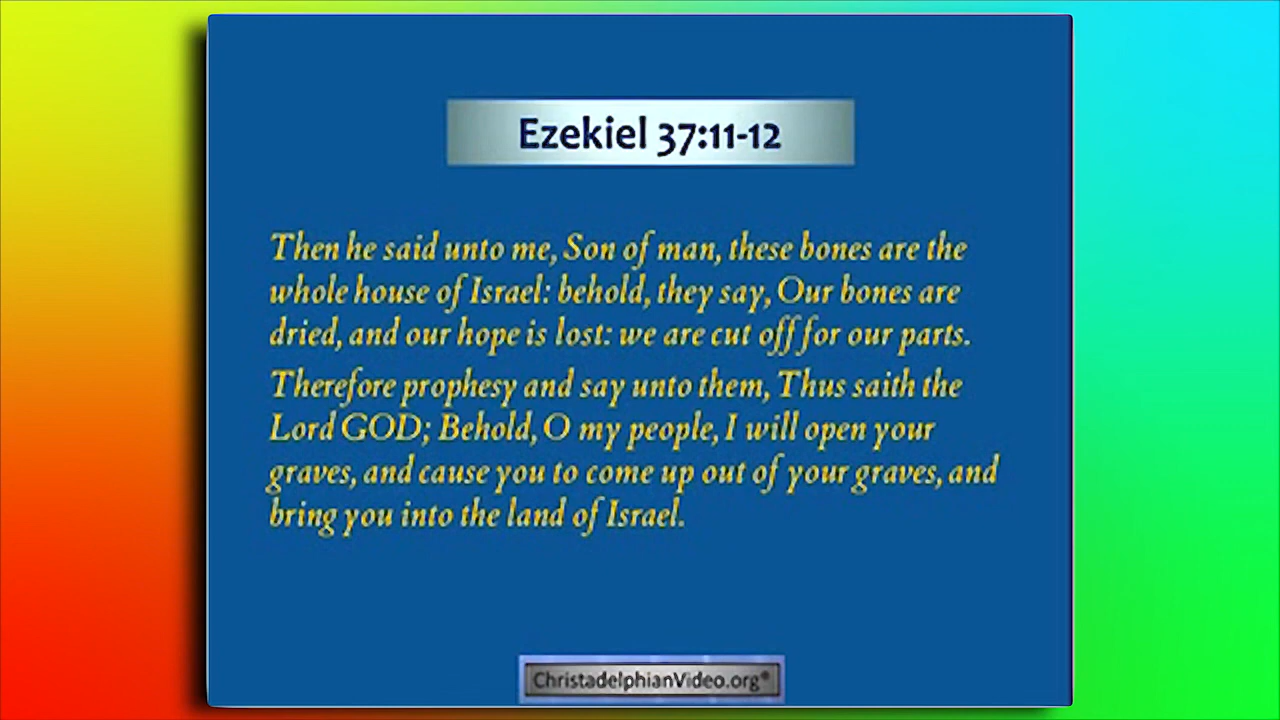 Ezekiel 37:11-12
Then he said unto me, Son of man, these bones are the
whole house of Israel: behold, they say, Our bones are
dried, and our hope is lost: we are cut off for our parts.
Therefore prophesy and say unto them, Thus saith the
Lord GOD; Behold, O my people, I will open your
graves, and cause you to come up out of your graves, and
bring you into the land of Israel.
ChristadelphianVideo.org®